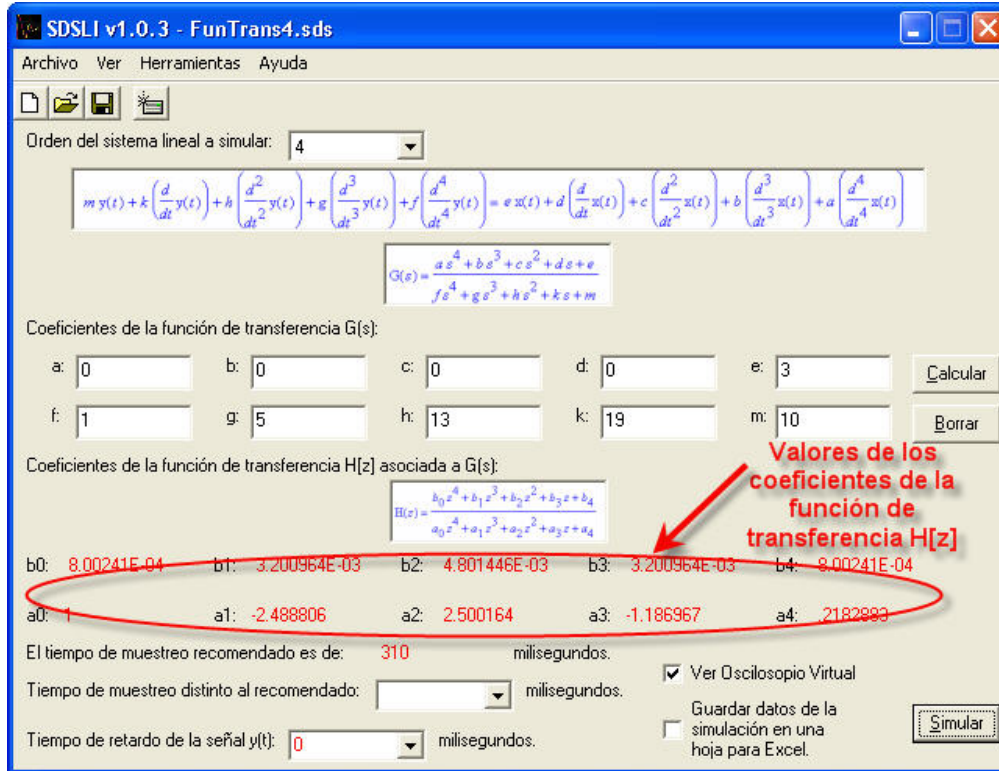 SDSLI v1.0.3 - FunTrans4.sds
Archivo Ver Herramientas Ayuda
Orden del sistema lineal a simular: 4
m y(t) + k (d/dt y(t)) + h (d²/dt² y(t)) + g (d³/dt³ y(t)) + f (d⁴/dt⁴ y(t)) = e x(t) + d (d/dt x(t)) + c (d²/dt² x(t)) + b (d³/dt³ x(t)) + a (d⁴/dt⁴ x(t))
G(s) = (a s⁴ + b s³ + c s² + d s + e) / (f s⁴ + g s³ + h s² + k s + m)
Coeficientes de la función de transferencia G(s):
a: 0 b: 0 c: 0 d: 0 e: 3 Calcular
f: 1 g: 5 h: 13 k: 19 m: 10 Borrar
Coeficientes de la función de transferencia H[z] asociada a G(s):
Valores de los
coeficientes de la
función de
transferencia H[z]
H(z) = (b₀ z⁴ + b₁ z³ + b₂ z² + b₃ z + b₄) / (a₀ z⁴ + a₁ z³ + a₂ z² + a₃ z + a₄)
b0: 8.00241E-04 b1: 3.200964E-03 b2: 4.801446E-03 b3: 3.200964E-03 b4: 8.00241E-04
a0: 1 a1: -2.488806 a2: 2.500164 a3: -1.186967 a4: .2182883
El tiempo de muestreo recomendado es de: 310 milisegundos.
Tiempo de muestreo distinto al recomendado: milisegundos.
Tiempo de retardo de la señal y(t): 0 milisegundos.
Ver Osciloscopio Virtual
Guardar datos de la
simulación en una
hoja para Excel.
Simular